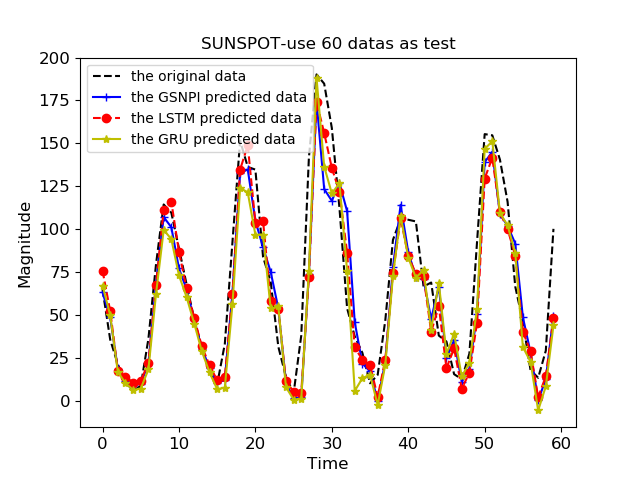 SUNSPOT-use 60 datas as test
the original data
the GSNPI predicted data
the LSTM predicted data
the GRU predicted data
Magnitude
200
175
150
125
100
75
50
25
0
0 10 20 30 40 50 60
Time